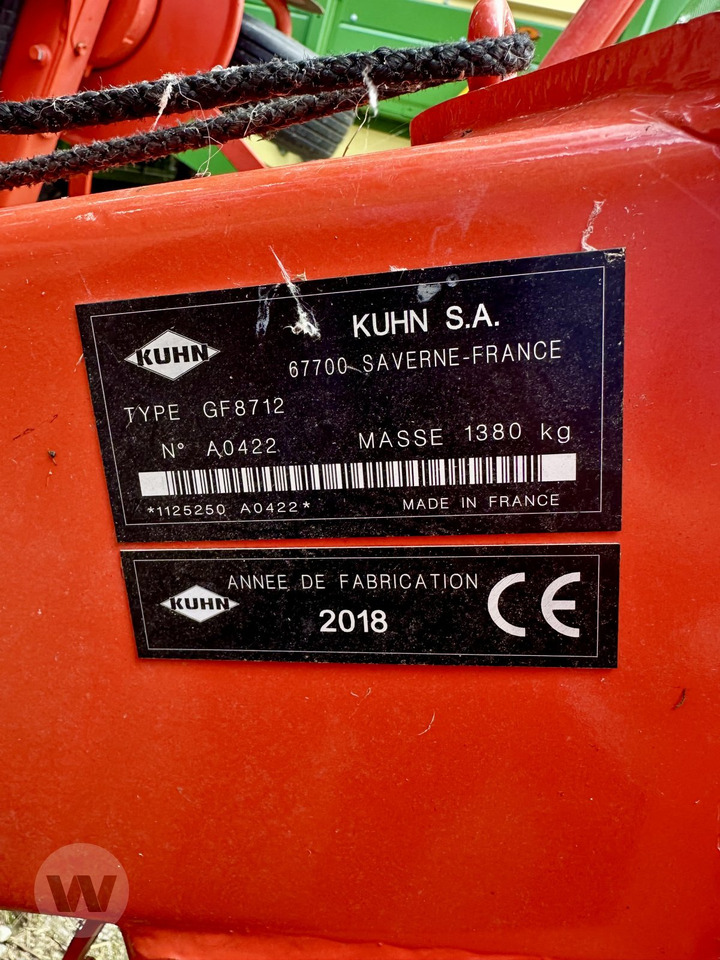 KUHN
KUHN S.A.
67700 SAVERNE-FRANCE
TYPE GF8712
N° A0422 MASSE 1380 kg
*1125250 A0422* MADE IN FRANCE
KUHN
ANNEE DE FABRICATION
2018
CE
W